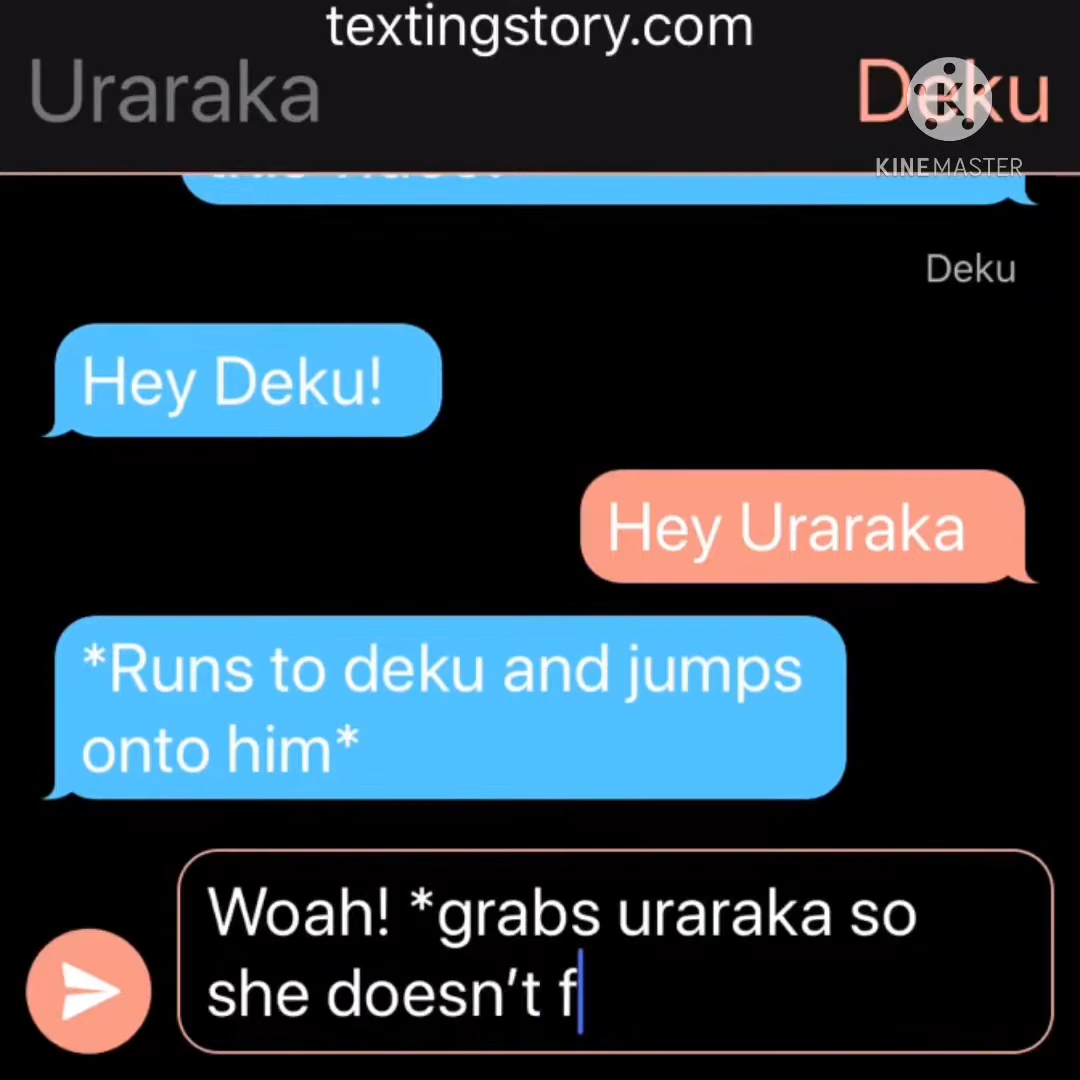 textingstory.com
Uraraka
Deku
KINEMASTER
Deku
Hey Deku!
Hey Uraraka
*Runs to deku and jumps
onto him*
Woah! *grabs uraraka so
she doesn’t f